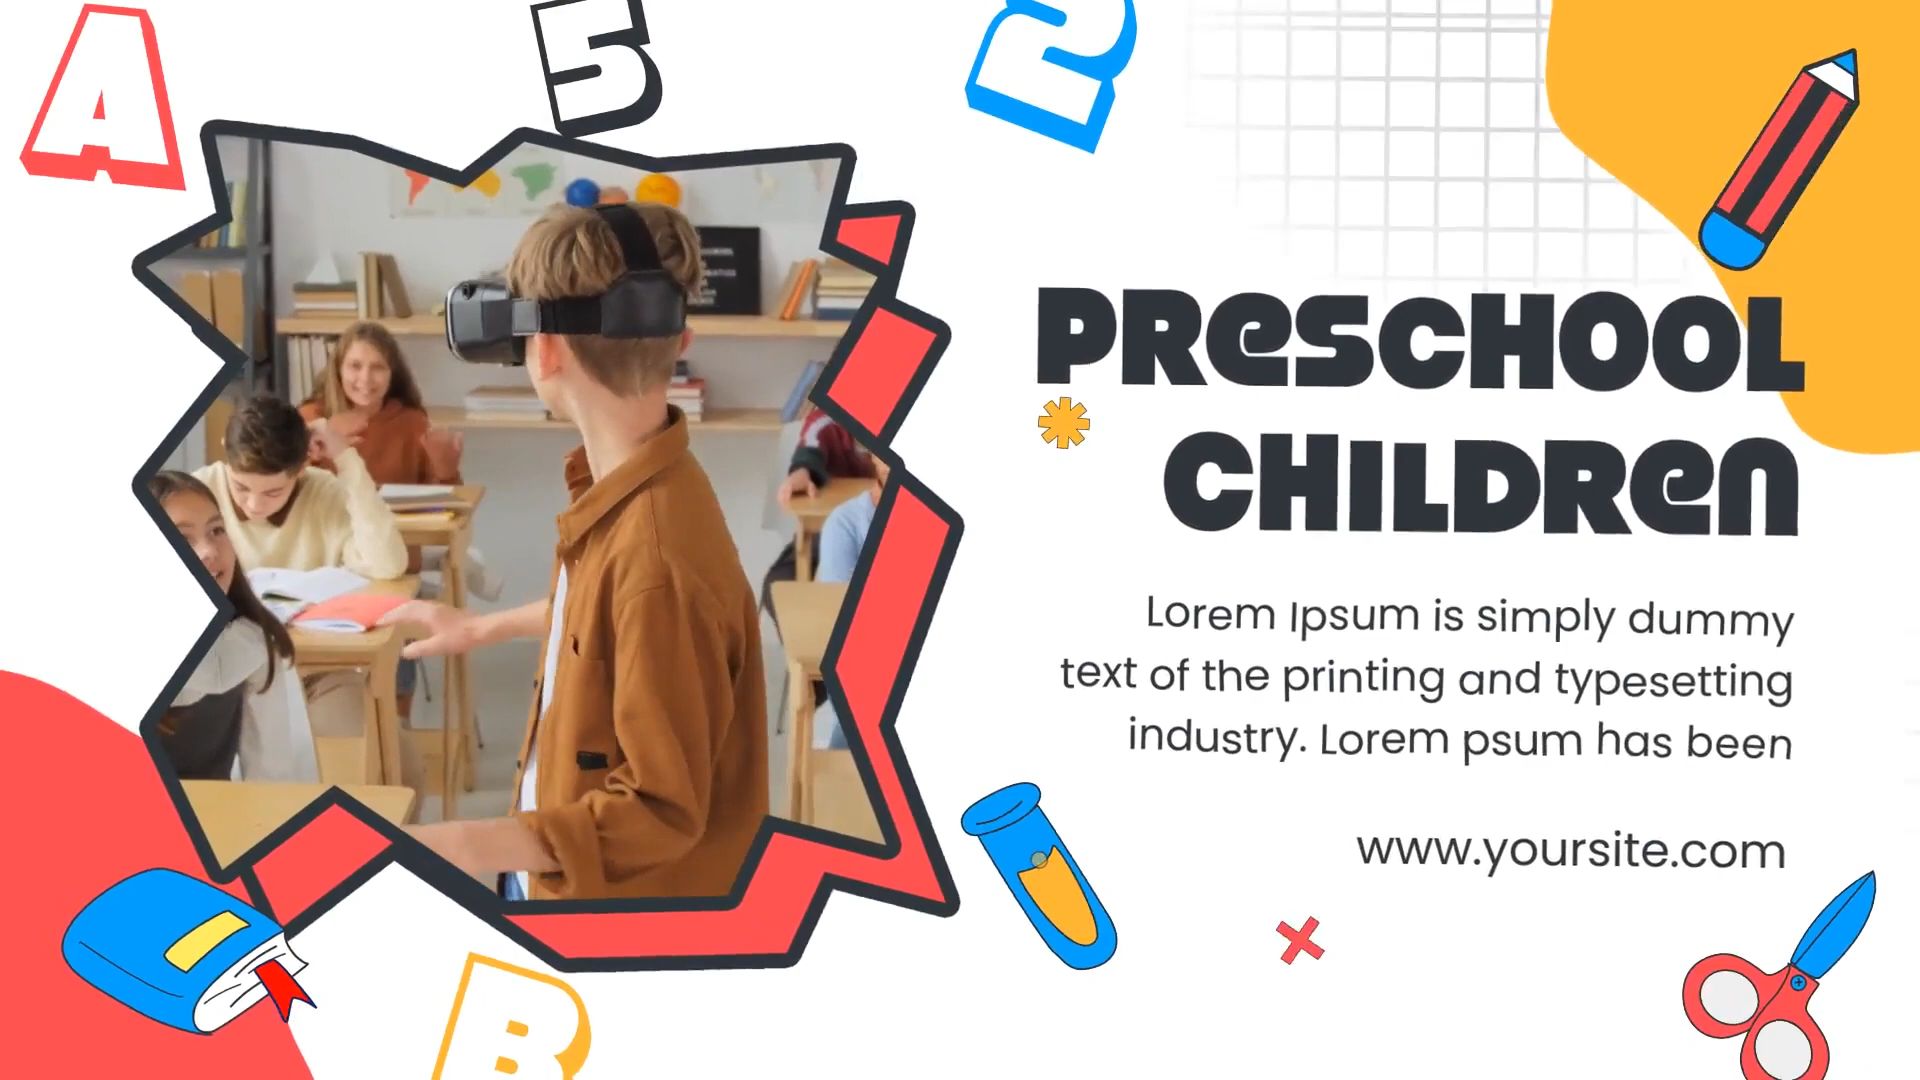 A
5
2
PReSCHOOL
CHILDReN
Lorem Ipsum is simply dummy
text of the printing and typesetting
industry. Lorem psum has been
www.yoursite.com
B